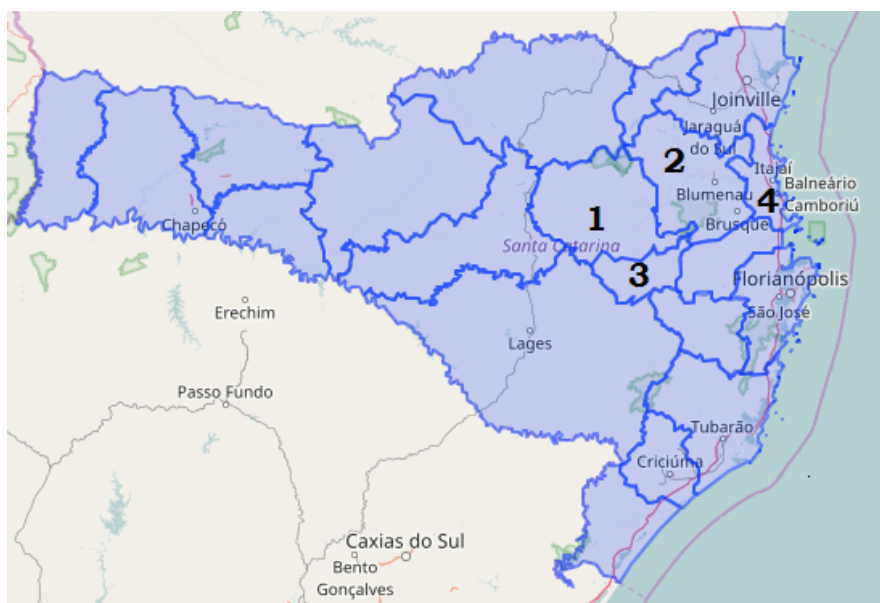 Joinville
Jaraguá
do Sul
2
Itajaí
Balneário
Camboriú
Blumenau
4
Brusque
1
Chapecó
Santa Catarina
3
Florianópolis
São José
Erechim
Lages
Passo Fundo
Tubarão
Criciúma
Caxias do Sul
Bento
Gonçalves